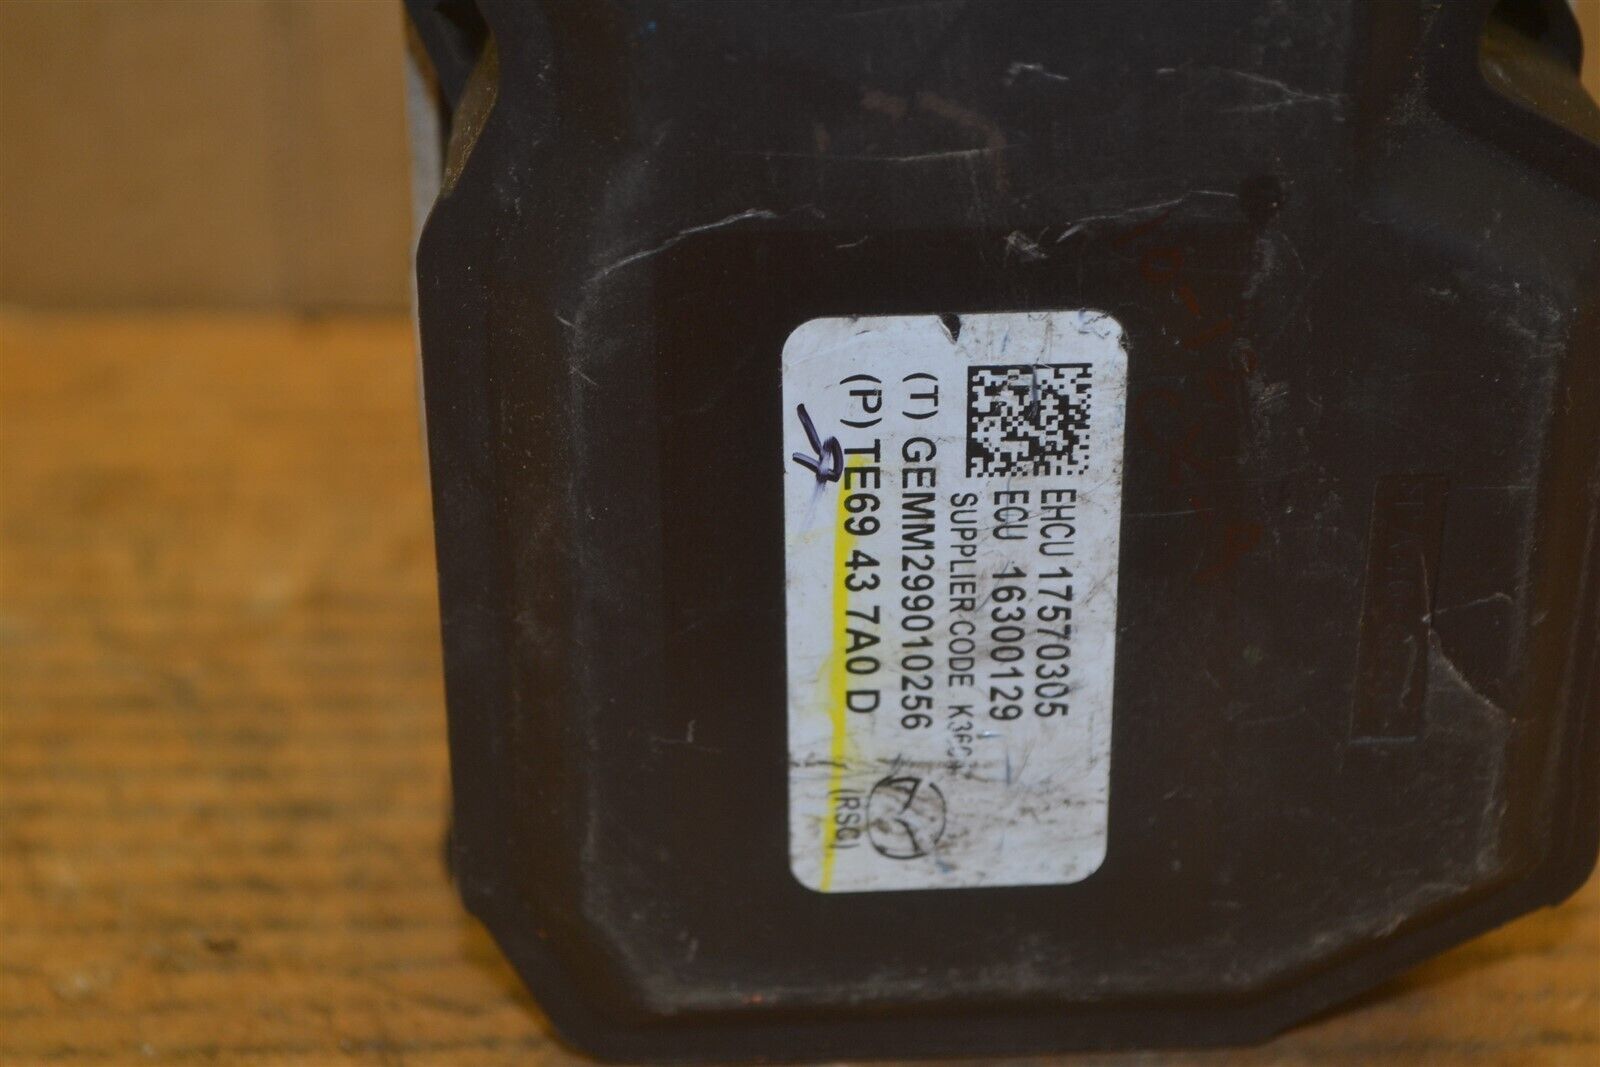 EHCU 17570305
ECU 16300129
SUPPLIER CODE
(T) GEMM299010256
(P) TE69 43 7A0 D
(RSC)